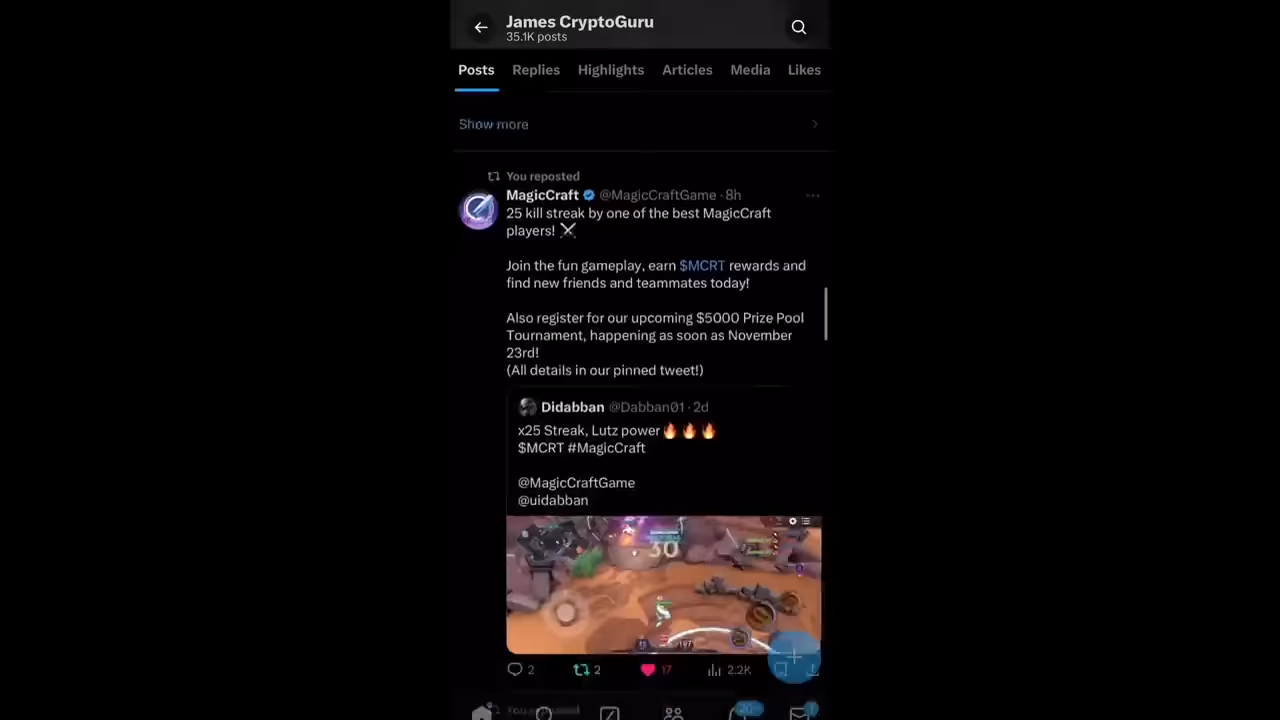 James CryptoGuru
35.1K posts
Posts Replies Highlights Articles Media Likes
Show more
You reposted
MagicCraft @MagicCraftGame · 8h
25 kill streak by one of the best MagicCraft
players! ⚔
Join the fun gameplay, earn $MCRT rewards and
find new friends and teammates today!
Also register for our upcoming $5000 Prize Pool
Tournament, happening as soon as November
23rd!
(All details in our pinned tweet!)
Didabban @Dabban01 · 2d
x25 Streak, Lutz power🔥🔥🔥
$MCRT #MagicCraft
@MagicCraftGame
@uidabban
30
2 2 17 2.2K
You reposted